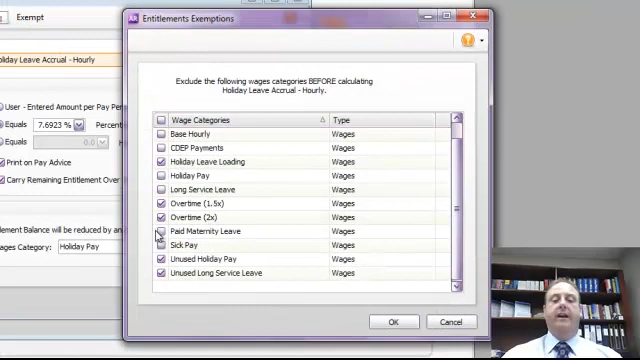 Exempt
AR Entitlements Exemptions
oliday Leave Accrual - Hourly
Exclude the following wages categories BEFORE calculating
Holiday Leave Accrual - Hourly.
User - Entered Amount per Pay Per
Equals 7.6923 % Percent
Equals 0.0
Print on Pay Advice
Carry Remaining Entitlement Over
lement Balance will be reduced by an
ages Category: Holiday Pay
Wage Categories Type
Base Hourly Wages
CDEP Payments Wages
Holiday Leave Loading Wages
Holiday Pay Wages
Long Service Leave Wages
Overtime (1.5x) Wages
Overtime (2x) Wages
Paid Maternity Leave Wages
Sick Pay Wages
Unused Holiday Pay Wages
Unused Long Service Leave Wages
OK Cancel